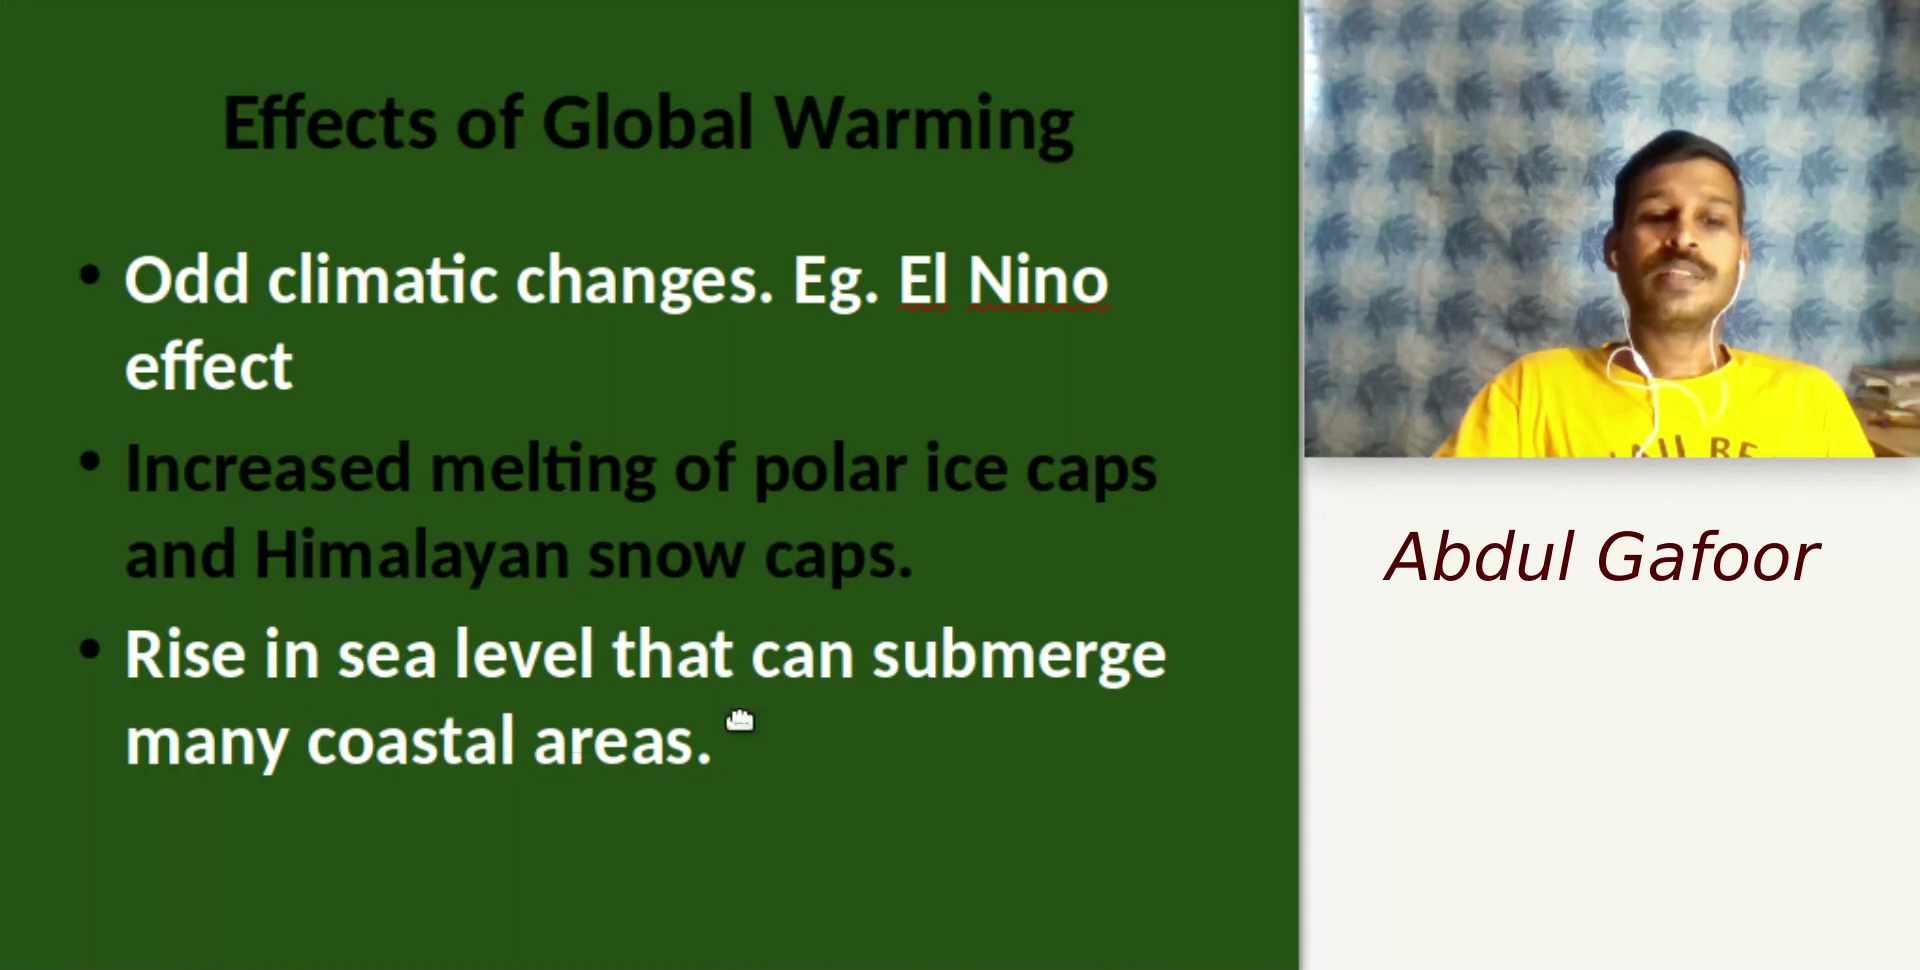 Effects of Global Warming
• Odd climatic changes. Eg. El Nino
effect
• Increased melting of polar ice caps
and Himalayan snow caps.
• Rise in sea level that can submerge
many coastal areas.
Abdul Gafoor